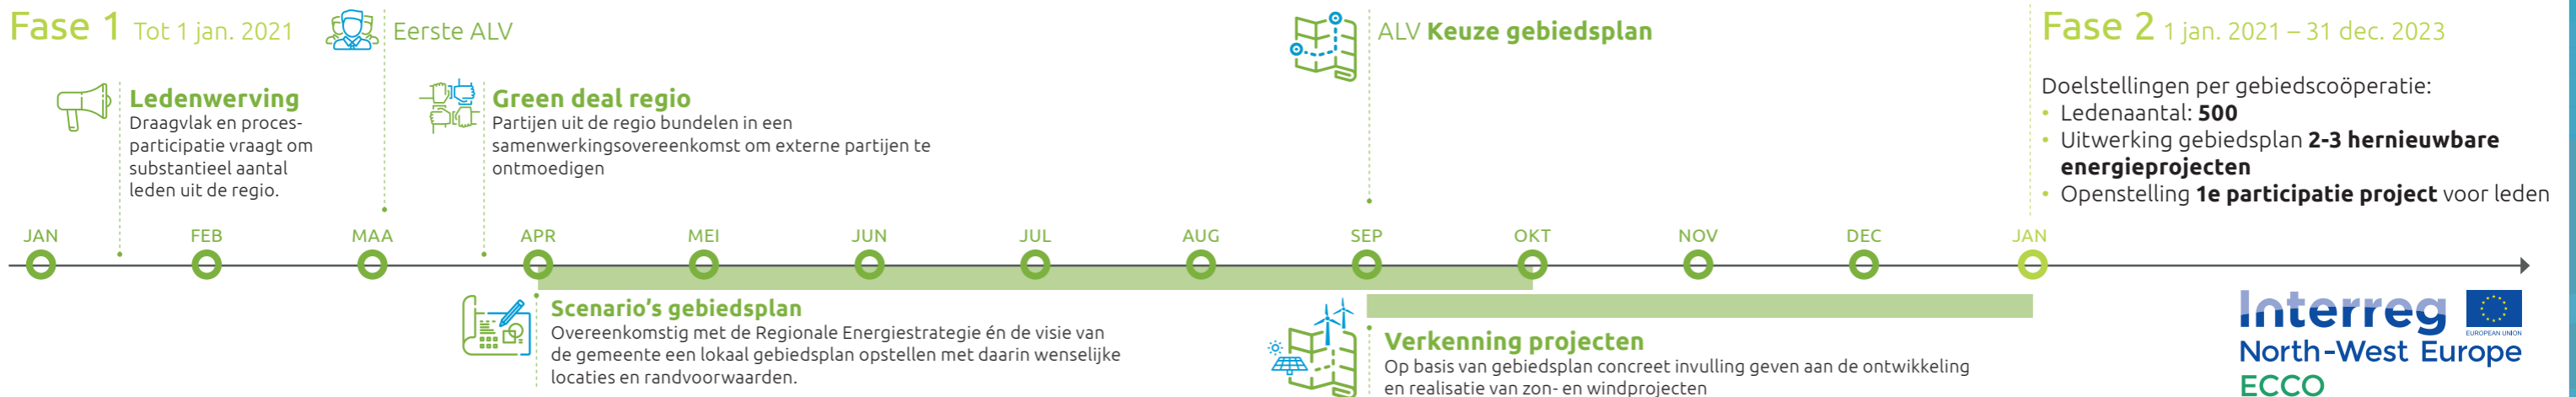 Fase 1 Tot 1 jan. 2021
Eerste ALV
ALV Keuze gebiedsplan
Fase 2 1 jan. 2021 – 31 dec. 2023
Ledenwerving
Draagvlak en proces-
participatie vraagt om
substantieel aantal
leden uit de regio.
Green deal regio
Partijen uit de regio bundelen in een
samenwerkingsovereenkomst om externe partijen te
ontmoedigen
Doelstellingen per gebiedscoöperatie:
• Ledenaantal: 500
• Uitwerking gebiedsplan 2-3 hernieuwbare
energieprojecten
• Openstelling 1e participatie project voor leden
JAN FEB MAA APR MEI JUN JUL AUG SEP OKT NOV DEC JAN
Scenario's gebiedsplan
Overeenkomstig met de Regionale Energiestrategie én de visie van
de gemeente een lokaal gebiedsplan opstellen met daarin wenselijke
locaties en randvoorwaarden.
Verkenning projecten
Op basis van gebiedsplan concreet invulling geven aan de ontwikkeling
en realisatie van zon- en windprojecten
Interreg
EUROPEAN UNION
North-West Europe
ECCO